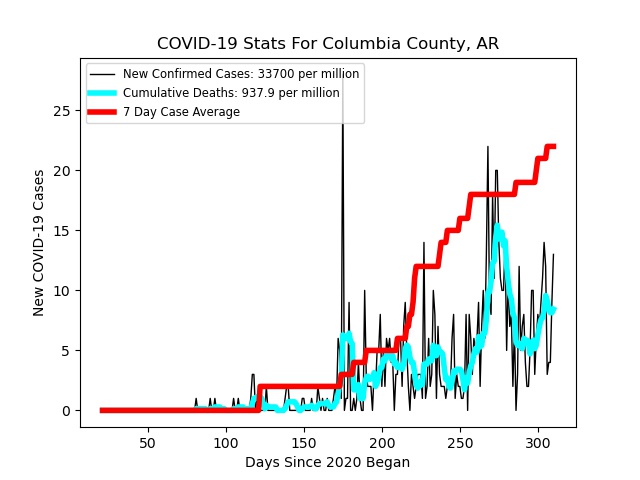 COVID-19 Stats For Columbia County, AR
New Confirmed Cases: 33700 per million
Cumulative Deaths: 937.9 per million
7 Day Case Average
New COVID-19 Cases
25
20
15
10
5
0
50 100 150 200 250 300
Days Since 2020 Began